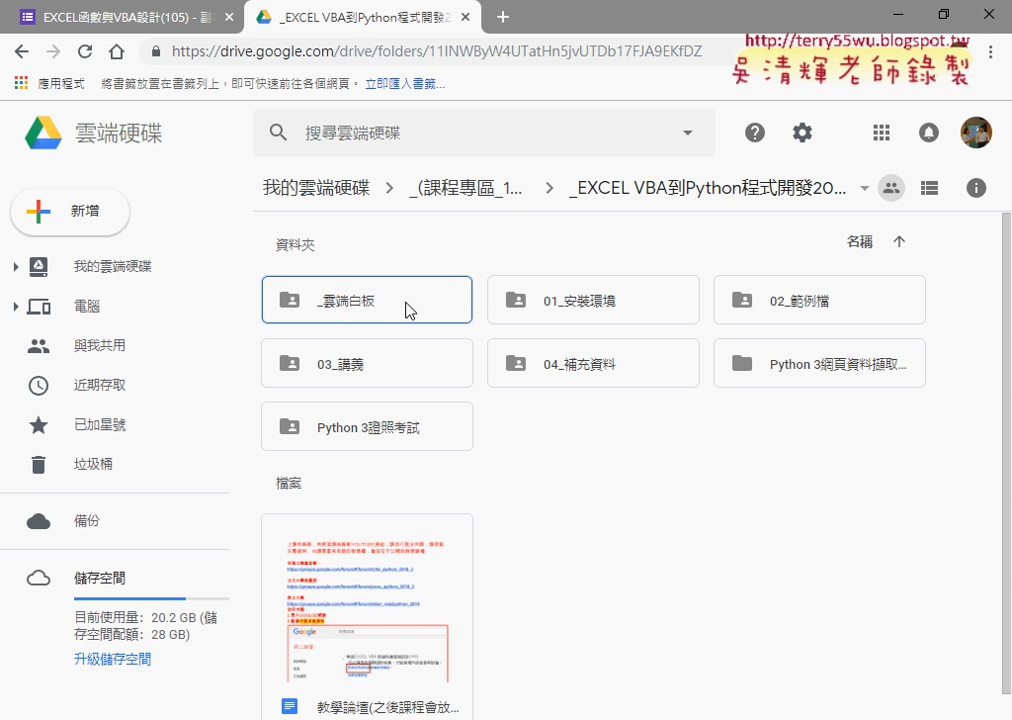 EXCEL函數與VBA設計(105) - 副
_EXCEL VBA到Python程式開發2
https://drive.google.com/drive/folders/11INWByW4UTatHn5jvUTDb17FJA9EKfDZ
http://terry55wu.blogspot.tw
吳清輝老師錄製
應用程式
將書籤放置在書籤列上，即可快速前往各個網頁。
立即匯入書籤...
雲端硬碟
搜尋雲端硬碟
新增
我的雲端硬碟
_(課程專區_1...
_EXCEL VBA到Python程式開發20...
我的雲端硬碟
電腦
與我共用
近期存取
已加星號
垃圾桶
備份
儲存空間
目前使用量：20.2 GB (儲
存空間配額：28 GB)
升級儲存空間
資料夾
名稱
_雲端白板
01_安裝環境
02_範例檔
03_講義
04_補充資料
Python 3網頁資料擷取...
Python 3證照考試
檔案
Google
教學論壇(之後課程會放...